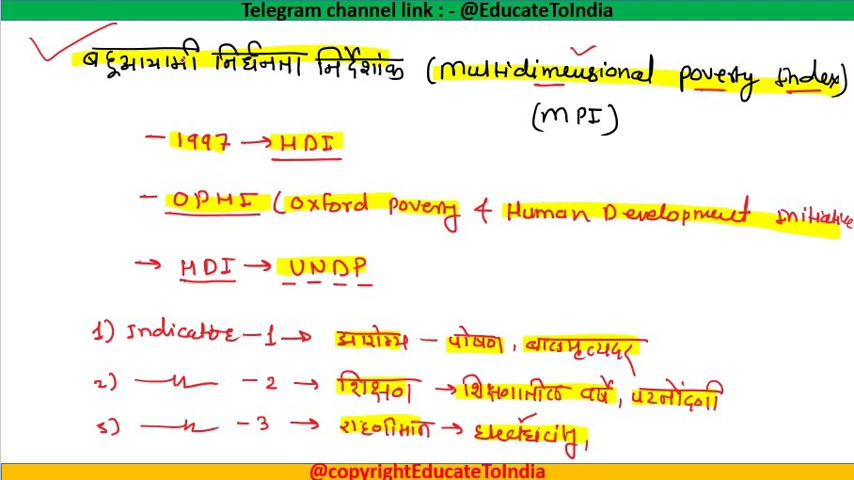 Telegram channel link : - @EducateToIndia
बहुआयामी निर्धनता निर्देशांक (Multidimensional poverty Index)
(MPI)
- 1997 → HDI
- OPHI (Oxford Poverty & Human Development Initiative
→ HDI → UNDP
1) Indicator - 1 → आरोग्य - पोषण, बालमृत्यूदर
2) —〃— - 2 → शिक्षण → शिक्षणातील वर्षे, पटनोंदणी
3) —〃— - 3 → राहणीमान → electricity,
@copyrightEducateToIndia